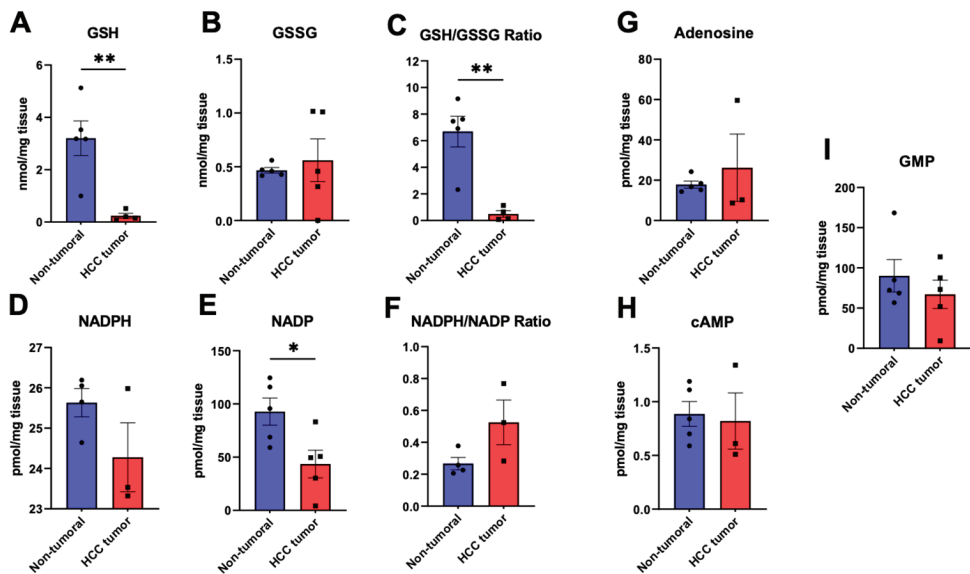 A
GSH
**
nmol/mg tissue
6
4
2
0
Non-tumoral
HCC tumor
B
GSSG
nmol/mg tissue
1.5
1.0
0.5
0.0
Non-tumoral
HCC tumor
C
GSH/GSSG Ratio
**
12
10
8
6
4
2
0
Non-tumoral
HCC tumor
G
Adenosine
pmol/mg tissue
80
60
40
20
0
Non-tumoral
HCC tumor
I
GMP
pmol/mg tissue
200
150
100
50
0
Non-tumoral
HCC tumor
D
NADPH
pmol/mg tissue
27
26
25
24
23
Non-tumoral
HCC tumor
E
NADP
*
pmol/mg tissue
150
100
50
0
Non-tumoral
HCC tumor
F
NADPH/NADP Ratio
1.0
0.8
0.6
0.4
0.2
0.0
Non-tumoral
HCC tumor
H
cAMP
pmol/mg tissue
1.5
1.0
0.5
0.0
Non-tumoral
HCC tumor